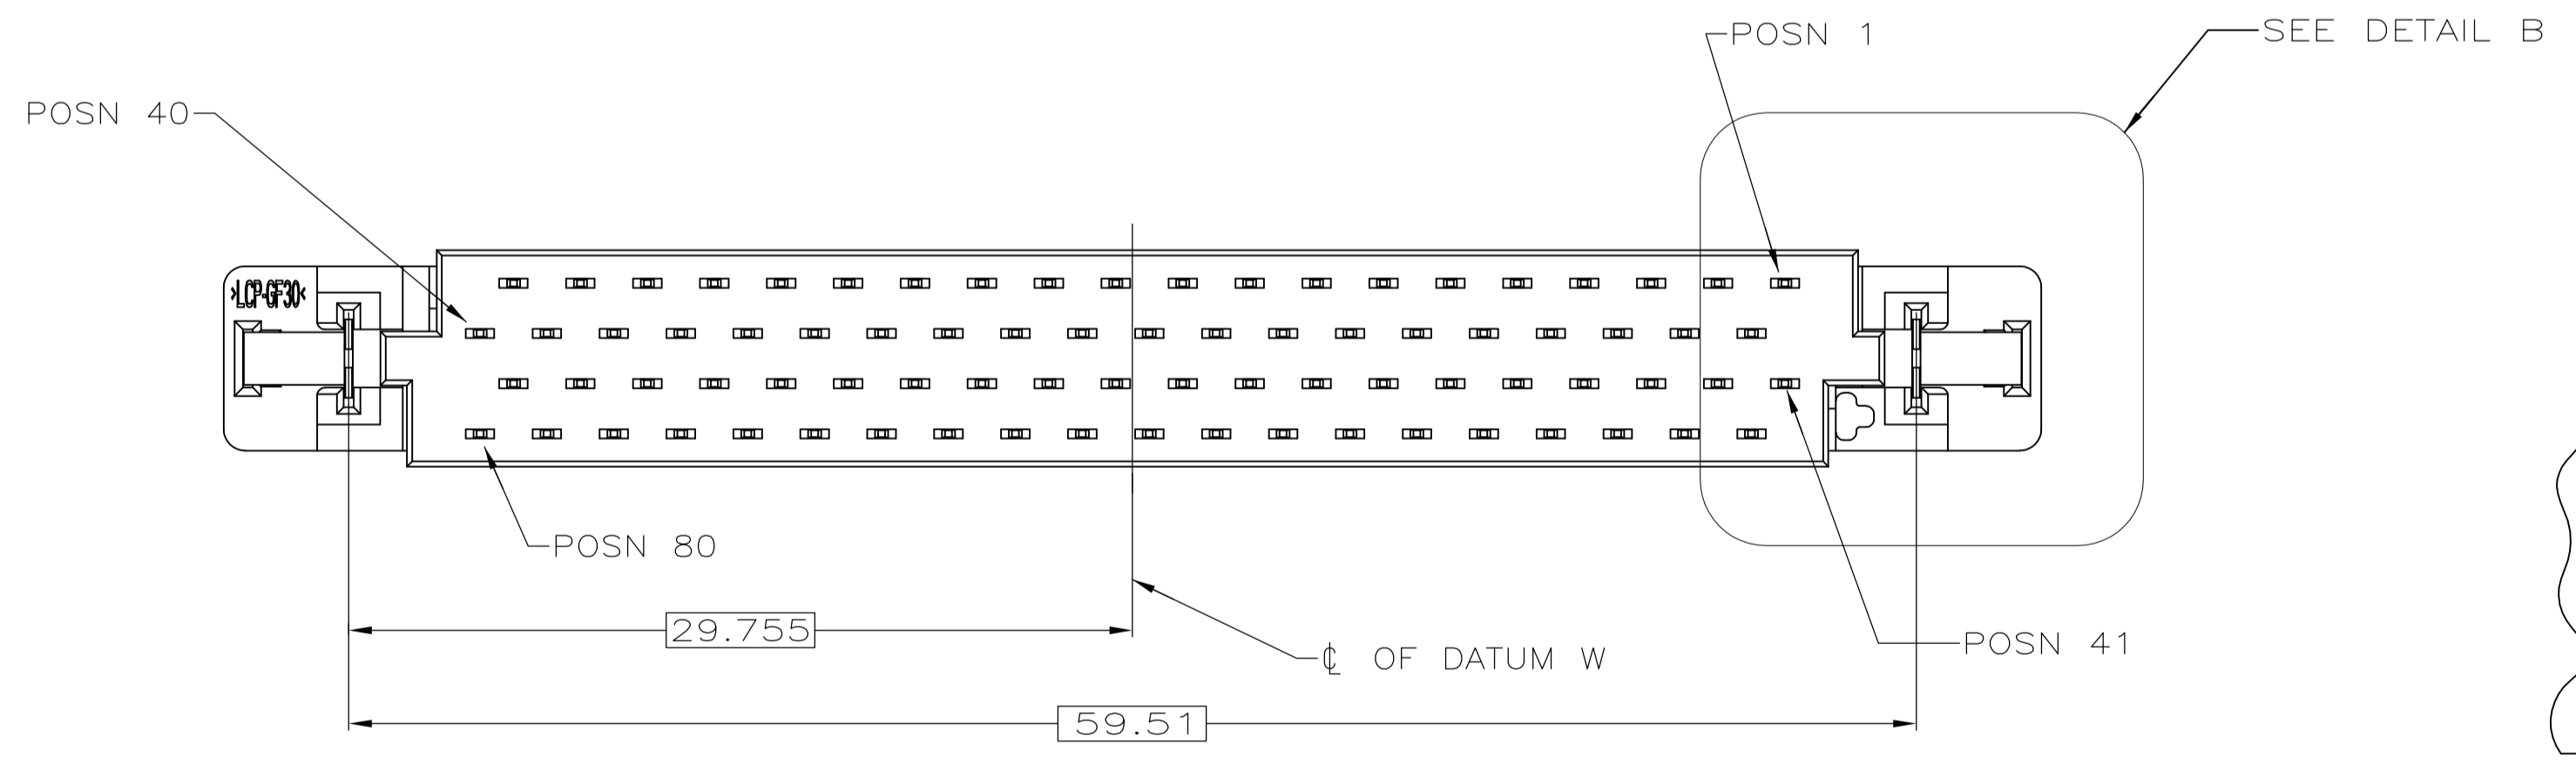 POSN 1
SEE DETAIL B
POSN 40
>LCP-GF30<
POSN 80
29.755
℄ OF DATUM W
POSN 41
59.51